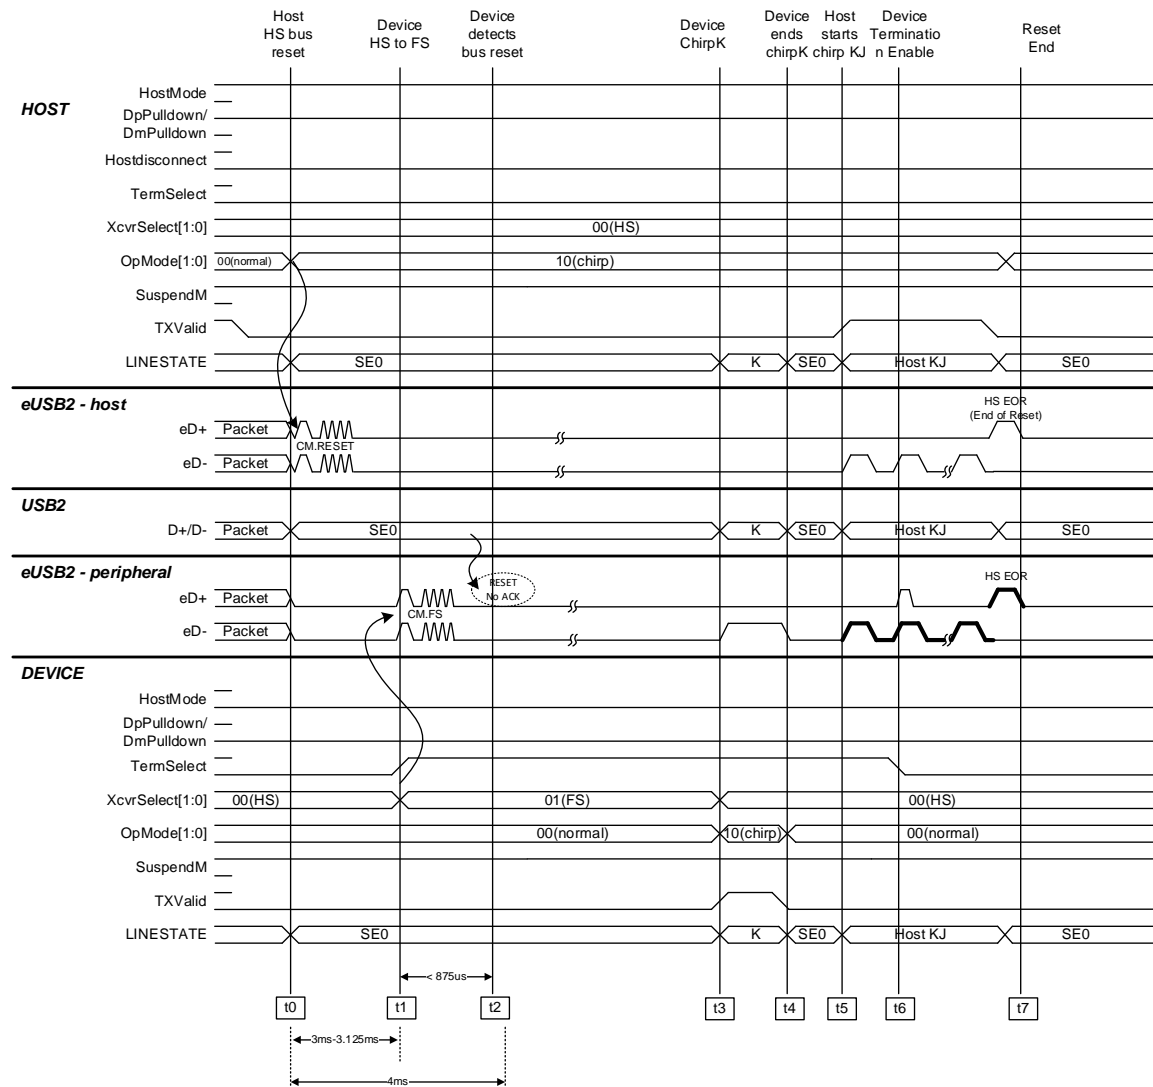 Host
HS bus
reset
Device
HS to FS
Device
detects
bus reset
Device
ChirpK
Device
ends
chirpK
Host
starts
chirp KJ
Device
Terminatio
n Enable
Reset
End
HOST
HostMode
DpPulldown/
DmPulldown
Hostdisconnect
TermSelect
XcvrSelect[1:0]
00(HS)
OpMode[1:0] 00(normal) 10(chirp)
SuspendM
TXValid
LINESTATE SE0 K SE0 Host KJ SE0
eUSB2 - host
HS EOR
(End of Reset)
eD+ Packet
CM.RESET
eD- Packet
USB2
D+/D- Packet SE0 K SE0 Host KJ SE0
eUSB2 - peripheral
RESET
No ACK
HS EOR
eD+ Packet
CM.FS
eD- Packet
DEVICE
HostMode
DpPulldown/
DmPulldown
TermSelect
XcvrSelect[1:0] 00(HS) 01(FS) 00(HS)
OpMode[1:0] 00(normal) 10(chirp) 00(normal)
SuspendM
TXValid
LINESTATE SE0 K SE0 Host KJ SE0
< 875us
t0 t1 t2 t3 t4 t5 t6 t7
3ms-3.125ms
4ms